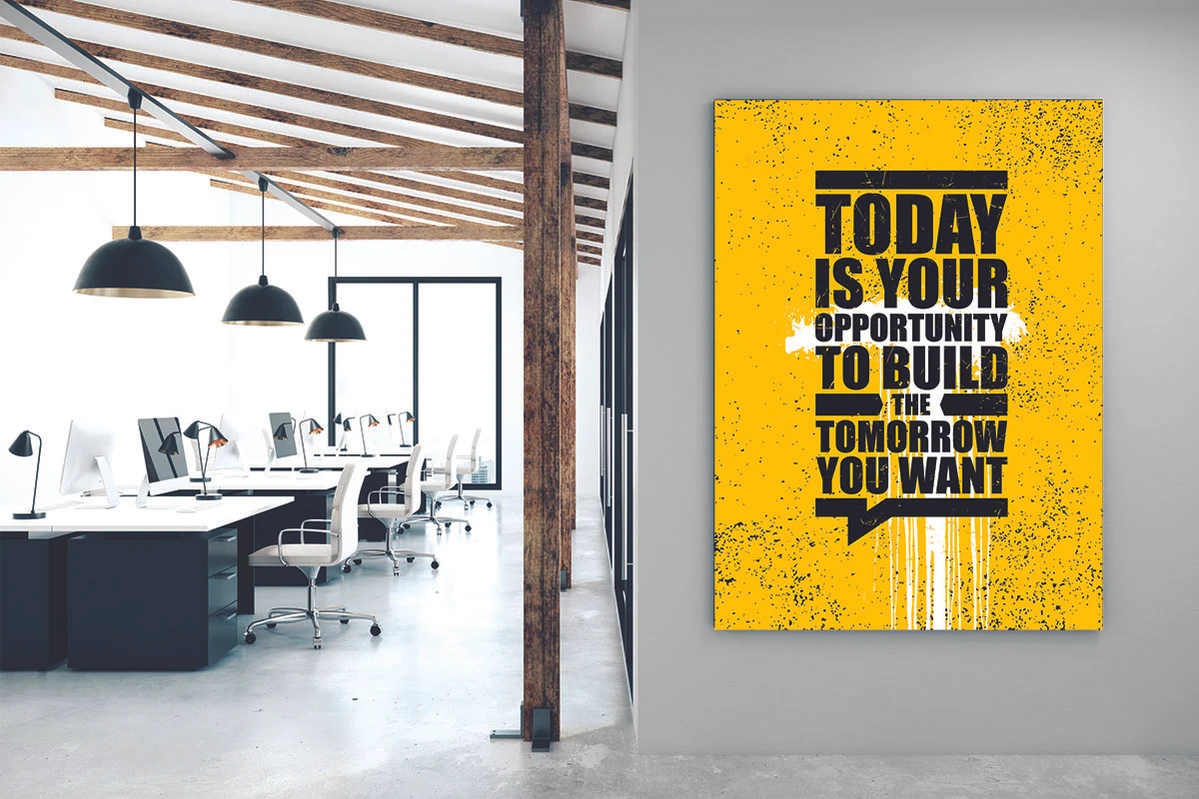 TODAY
IS YOUR
OPPORTUNITY
TO BUILD
THE
TOMORROW
YOU WANT